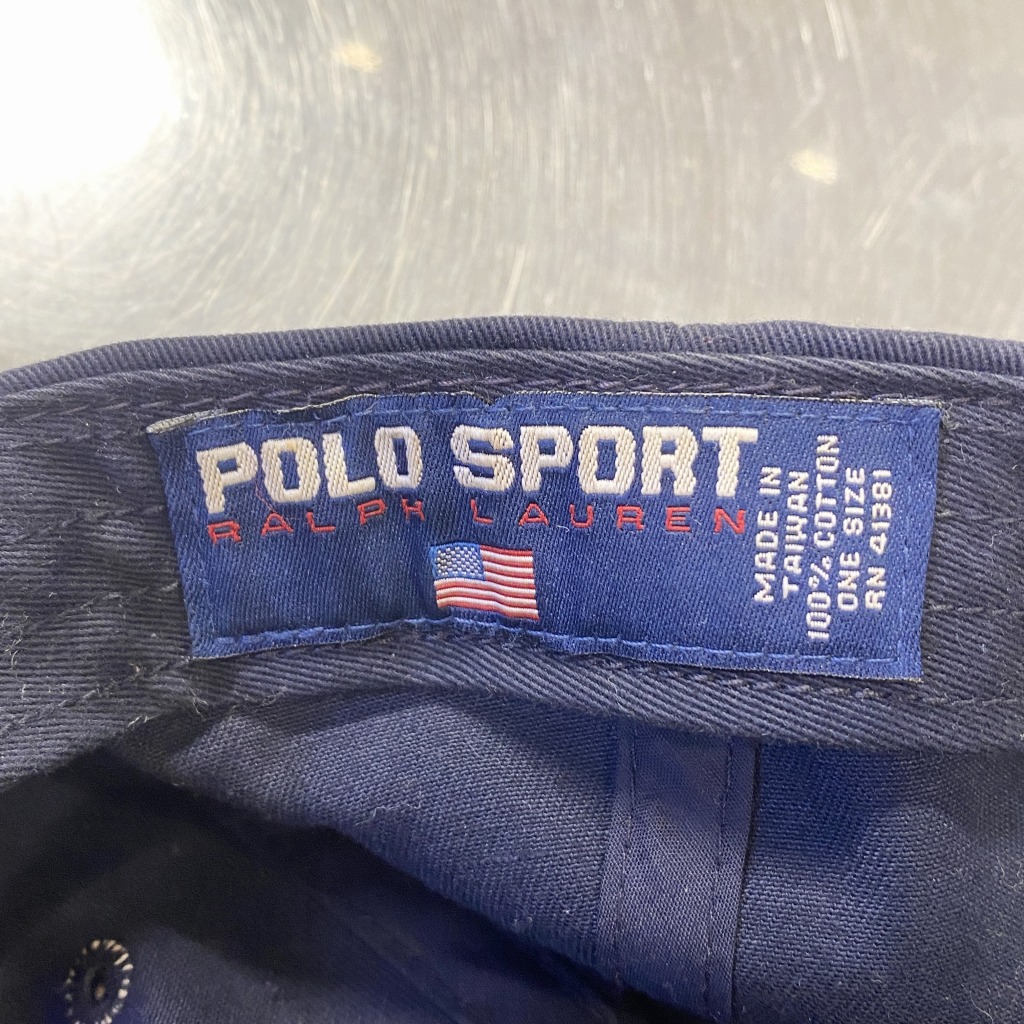 POLO SPORT
RALPH LAUREN
MADE IN
TAIWAN
100% COTTON
ONE SIZE
RN 41381